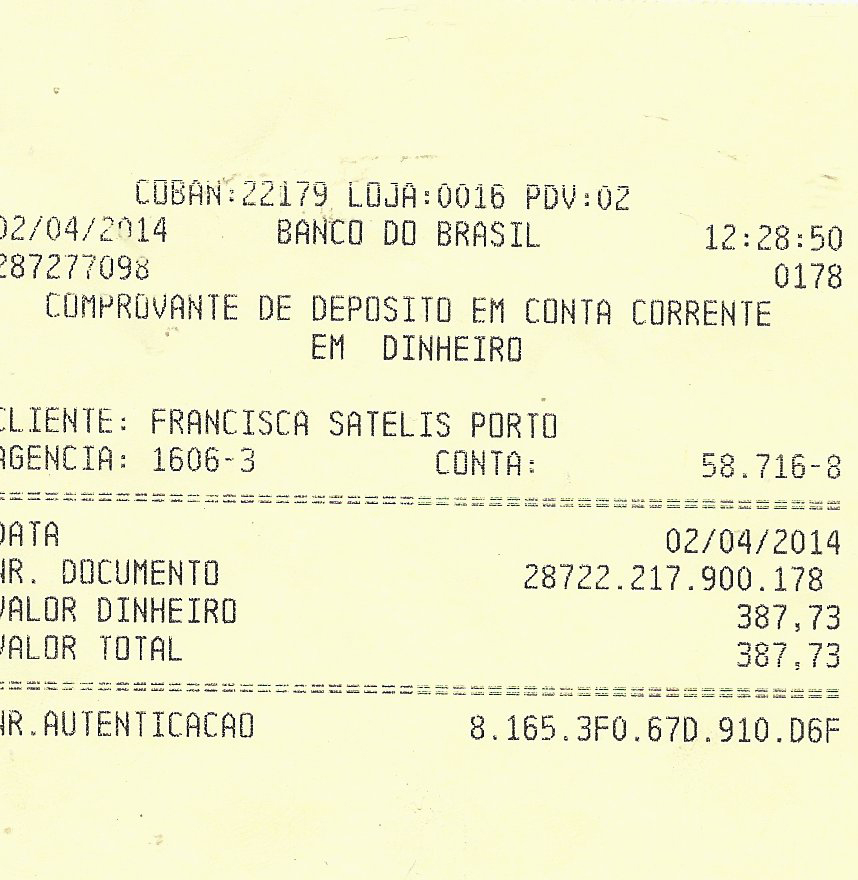 COBAN:22179 LOJA:0016 PDV:02
02/04/2014 BANCO DO BRASIL 12:28:50
287277098 0178
COMPROVANTE DE DEPOSITO EM CONTA CORRENTE
EM DINHEIRO
CLIENTE: FRANCISCA SATELIS PORTO
AGENCIA: 1606-3 CONTA: 58.716-8
================================================
DATA 02/04/2014
NR. DOCUMENTO 28722.217.900.178
VALOR DINHEIRO 387,73
VALOR TOTAL 387,73
================================================
NR.AUTENTICACAO 8.165.3F0.67D.910.D6F